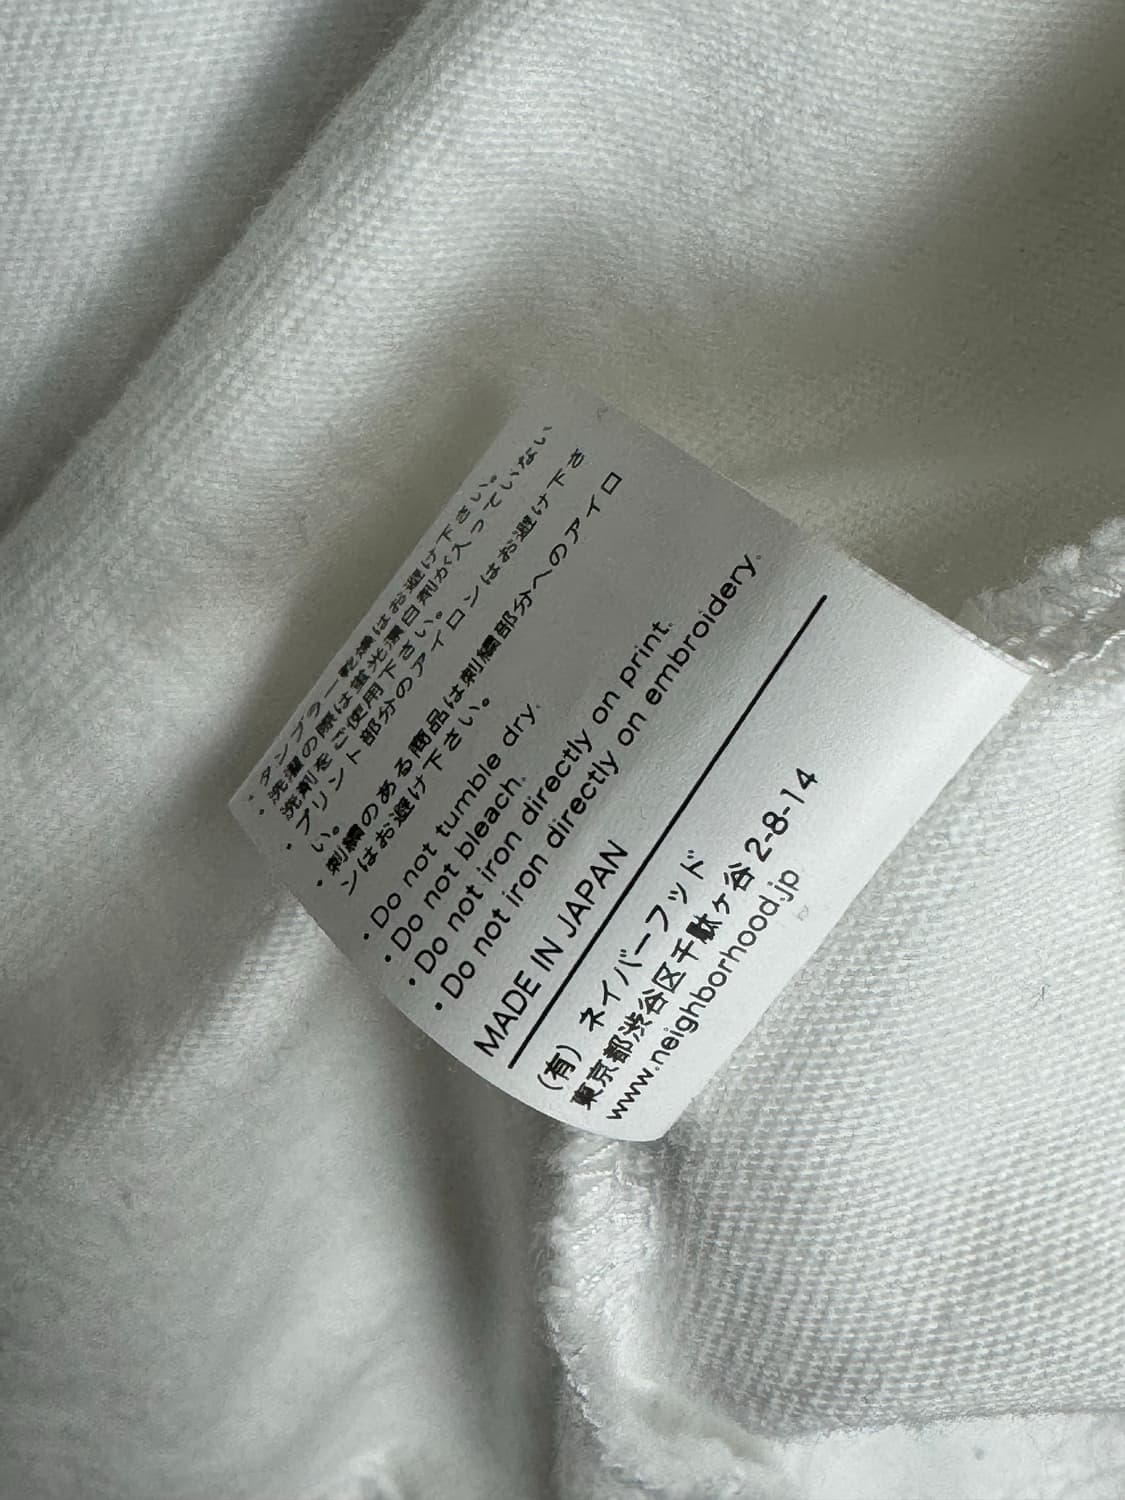 ・タンブラー乾燥はお避け下さい。
・洗濯の際は蛍光漂白剤が入っていない
洗剤をご使用下さい。
・プリント部分のアイロンはお避け下さ
い。
・刺繍のある商品は刺繍部分へのアイロ
ンはお避け下さい。
・Do not tumble dry.
・Do not bleach.
・Do not iron directly on print.
・Do not iron directly on embroidery.
MADE IN JAPAN
(有) ネイバーフッド
東京都渋谷区千駄ヶ谷 2-8-14
www.neighborhood.jp